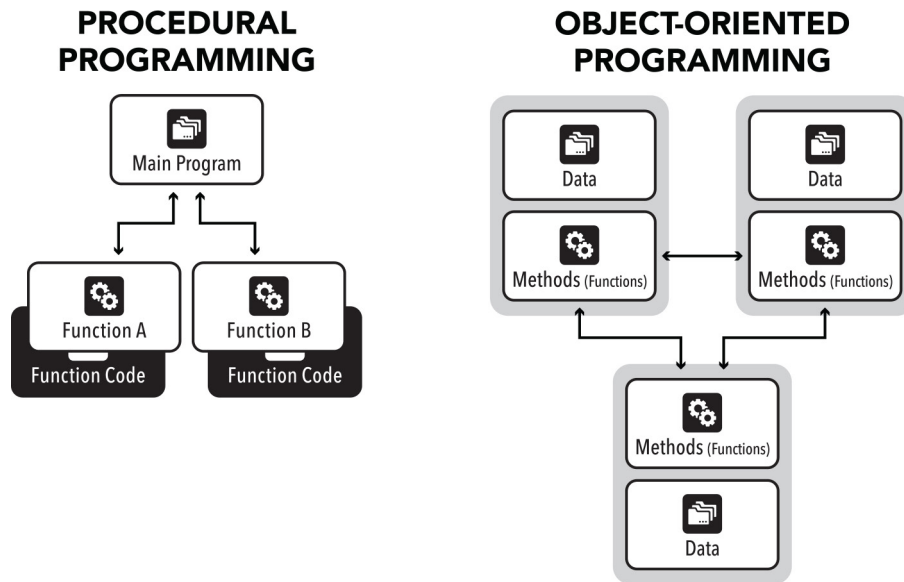 PROCEDURAL
PROGRAMMING
Main Program
Function A
Function Code
Function B
Function Code
OBJECT-ORIENTED
PROGRAMMING
Data
Methods (Functions)
Data
Methods (Functions)
Methods (Functions)
Data